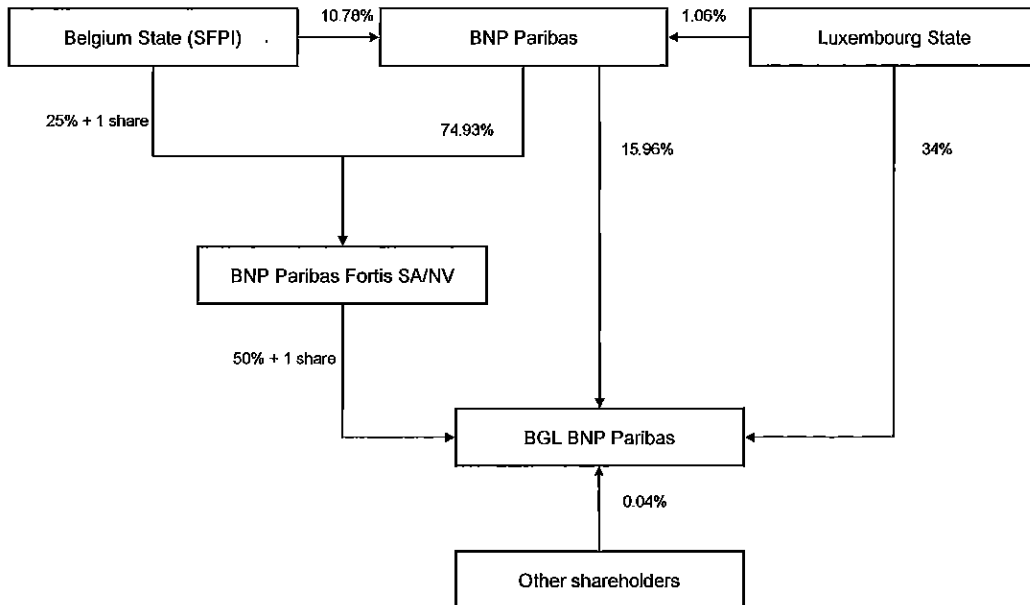 10.78%
1.06%
Belgium State (SFPI)
BNP Paribas
Luxembourg State
25% + 1 share
74.93%
15.96%
34%
BNP Paribas Fortis SA/NV
50% + 1 share
BGL BNP Paribas
0.04%
Other shareholders